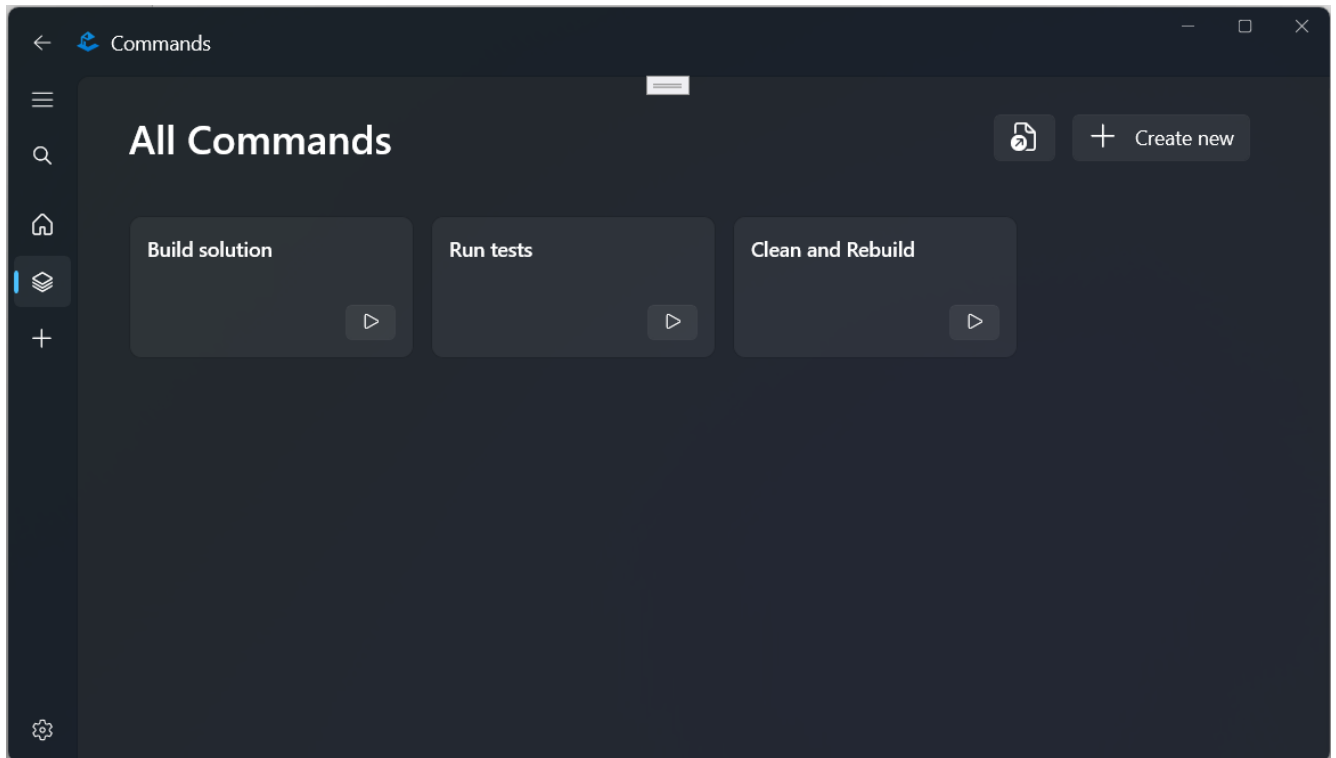 Commands
All Commands
Create new
Build solution
Run tests
Clean and Rebuild